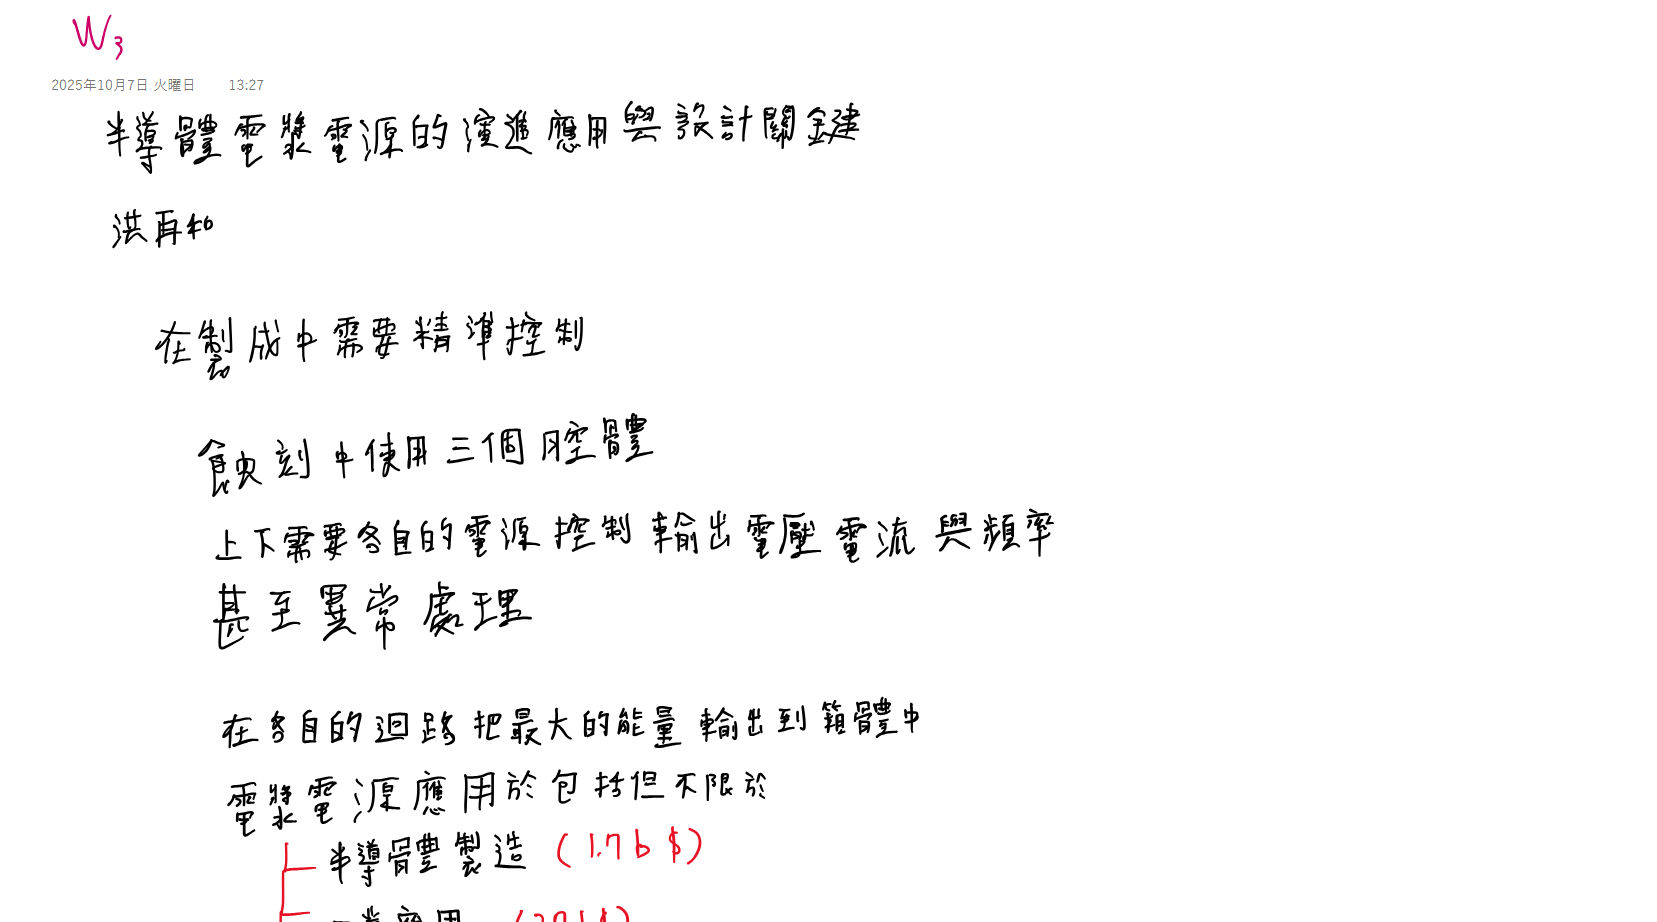 W3
2025年10月7日 火曜日 13:27
半導體電漿電源的演進應用與設計關鍵
洪再和
在製成中需要精準控制
蝕刻中使用三個腔體
上下需要各自的電源控制輸出電壓電流與頻率
甚至異常處理
在各自的迴路把最大的能量輸出到箱體中
電漿電源應用於包括但不限於
半導體製造 (1.7b$)